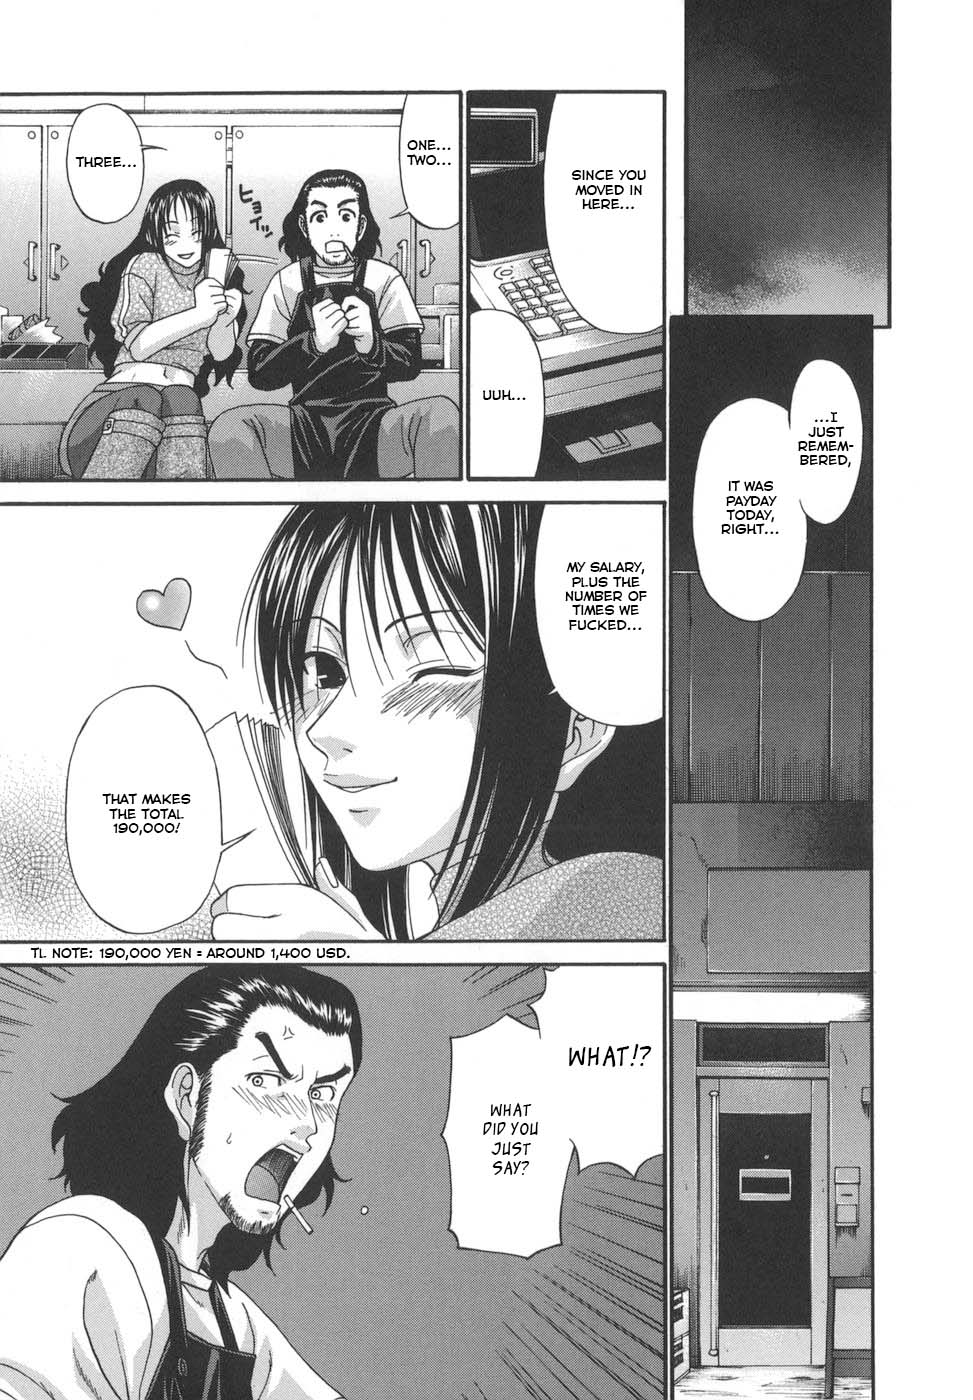 ...I
JUST
REMEM-
BERED,
IT WAS
PAYDAY
TODAY,
RIGHT...
SINCE YOU
MOVED IN
HERE...
UUH...
ONE...
TWO...
ヒョイッ
THREE...
MY SALARY,
PLUS THE
NUMBER OF
TIMES WE
FUCKED...
THAT MAKES
THE TOTAL
190,000!
TL NOTE: 190,000 YEN = AROUND 1,400 USD.
WHAT!?
WHAT
DID YOU
JUST
SAY?